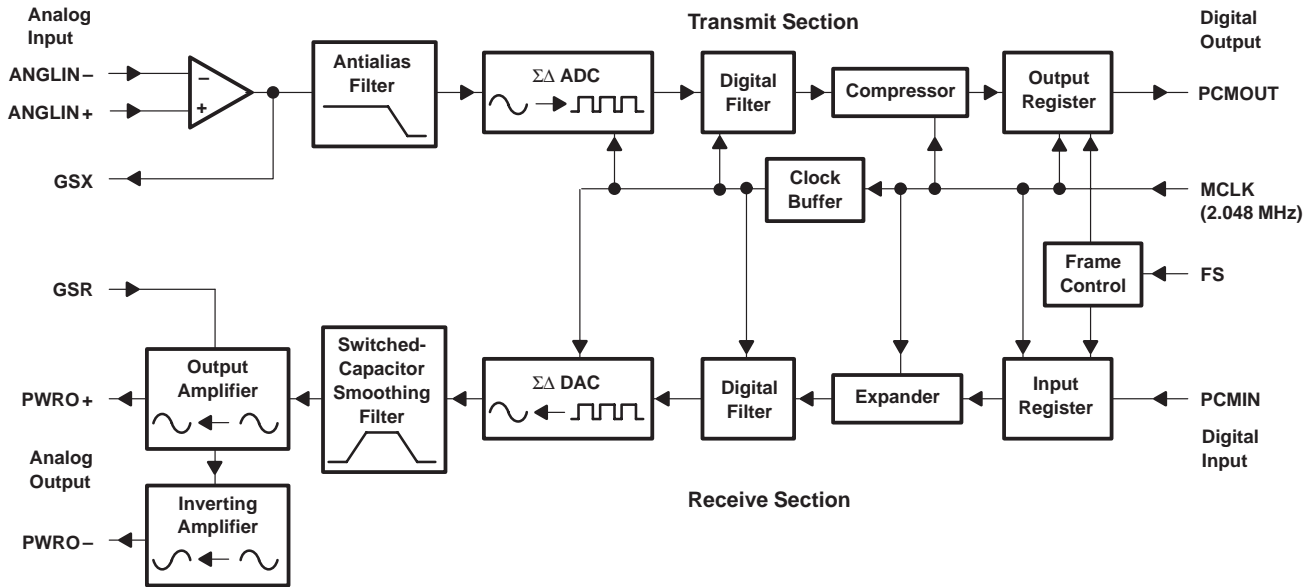 Analog
Input
Transmit Section
Digital
Output
ANGLIN−
ANGLIN+
−
+
Antialias
Filter
ΣΔ ADC
Digital
Filter
Compressor
Output
Register
PCMOUT
GSX
Clock
Buffer
MCLK
(2.048 MHz)
Frame
Control
FS
GSR
Output
Amplifier
Switched-
Capacitor
Smoothing
Filter
ΣΔ DAC
Digital
Filter
Expander
Input
Register
PWRO+
PCMIN
Analog
Output
Digital
Input
Inverting
Amplifier
Receive Section
PWRO−